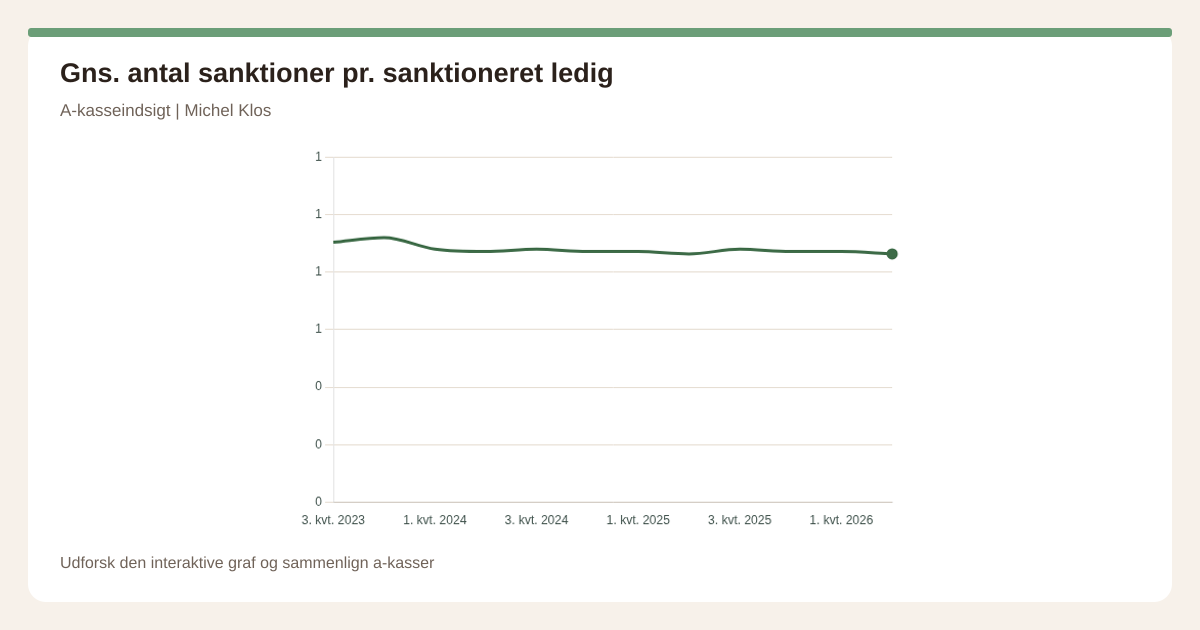 Gns. antal sanktioner pr. sanktioneret ledig
A-kasseindsigt | Michel Klos
1
1
1
1
0
0
0
3. kvt. 2023 1. kvt. 2024 3. kvt. 2024 1. kvt. 2025 3. kvt. 2025 1. kvt. 2026
Udforsk den interaktive graf og sammenlign a-kasser